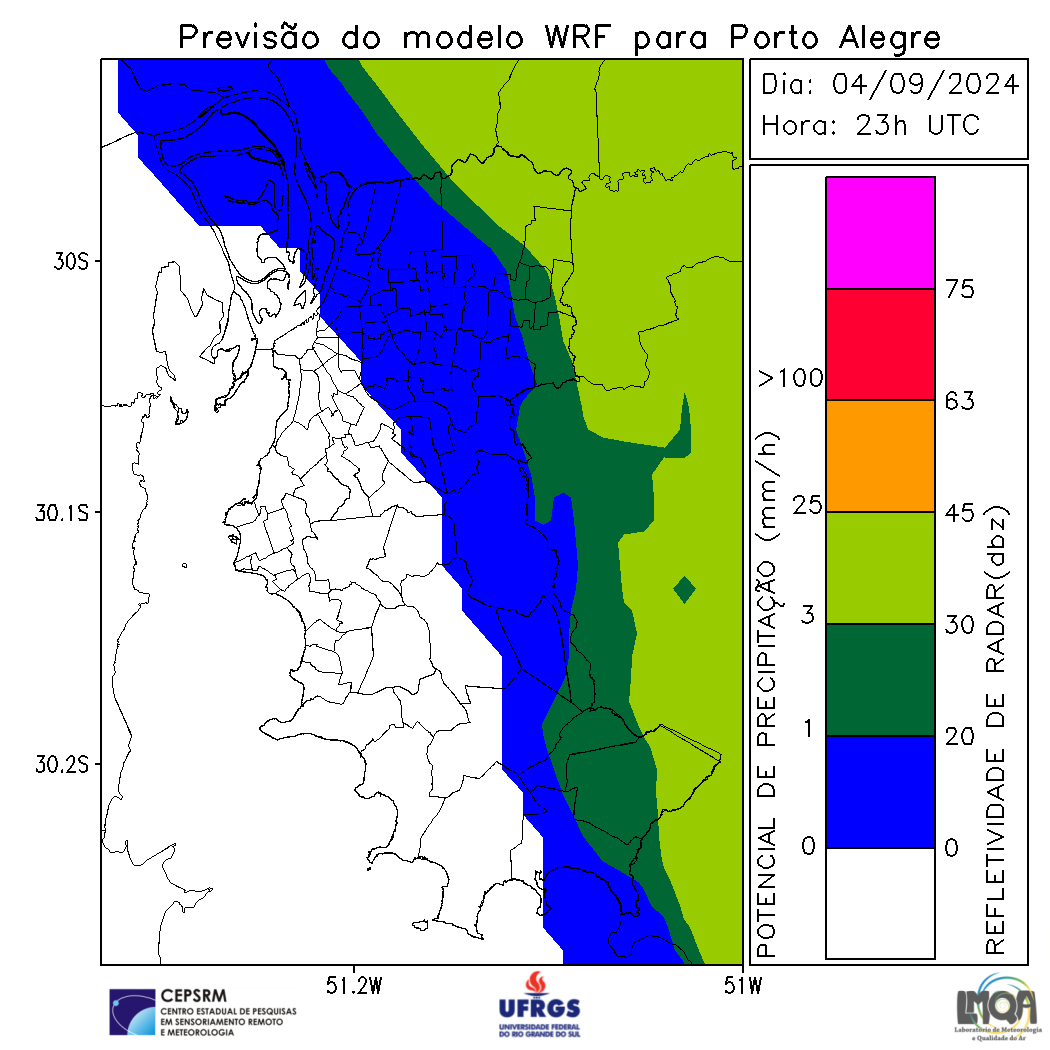 Previsão do modelo WRF para Porto Alegre
Dia: 04/09/2024
Hora: 23h UTC
30S
30.1S
30.2S
51.2W
51W
POTENCIAL DE PRECIPITAÇÃO (mm/h)
>100
25
3
1
0
75
63
45
30
20
0
REFLETIVIDADE DE RADAR(dbz)
CEPSRM
CENTRO ESTADUAL DE PESQUISAS
EM SENSORIAMENTO REMOTO
E METEOROLOGIA
UFRGS
UNIVERSIDADE FEDERAL
DO RIO GRANDE DO SUL
LMQA
Laboratório de Meteorologia
e Qualidade do Ar